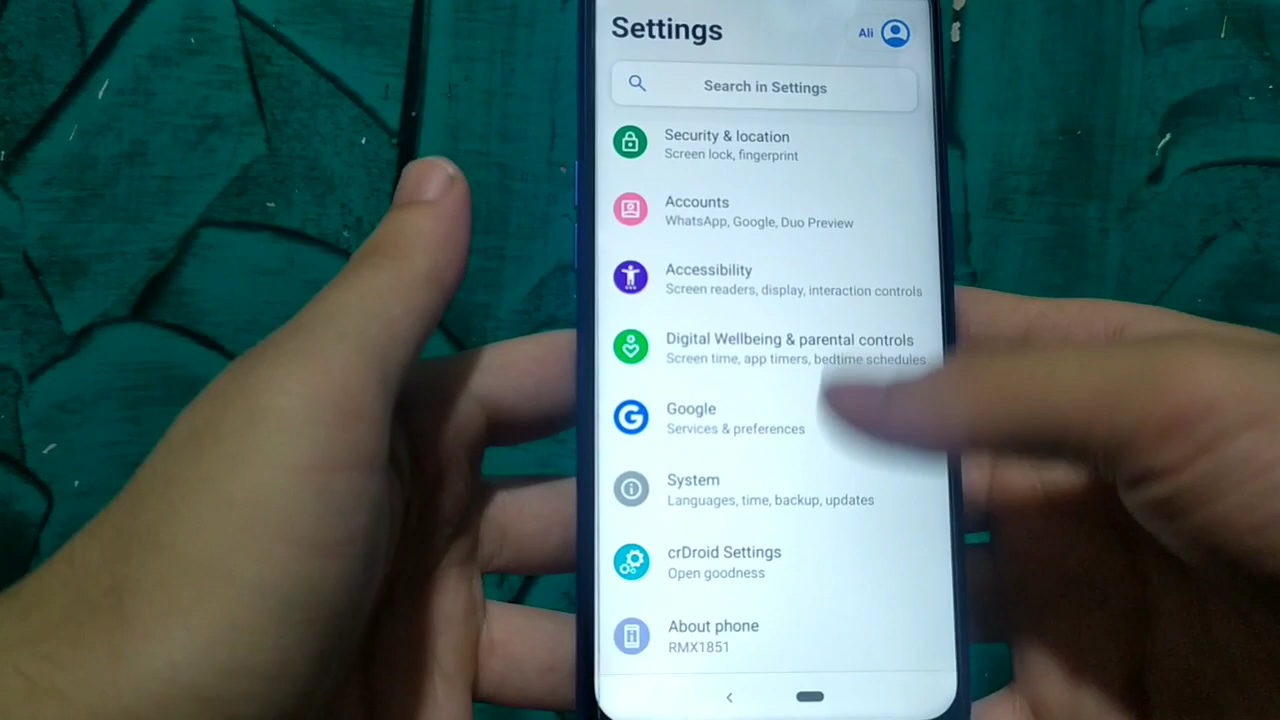 Settings
Ali
Search in Settings
Security & location
Screen lock, fingerprint
Accounts
WhatsApp, Google, Duo Preview
Accessibility
Screen readers, display, interaction controls
Digital Wellbeing & parental controls
Screen time, app timers, bedtime schedules
G
Google
Services & preferences
System
Languages, time, backup, updates
crDroid Settings
Open goodness
About phone
RMX1851